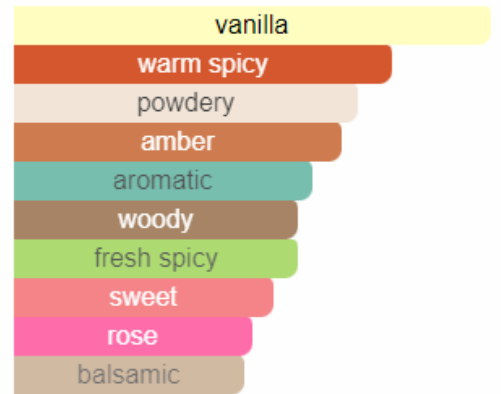 vanilla
warm spicy
powdery
amber
aromatic
woody
fresh spicy
sweet
rose
balsamic